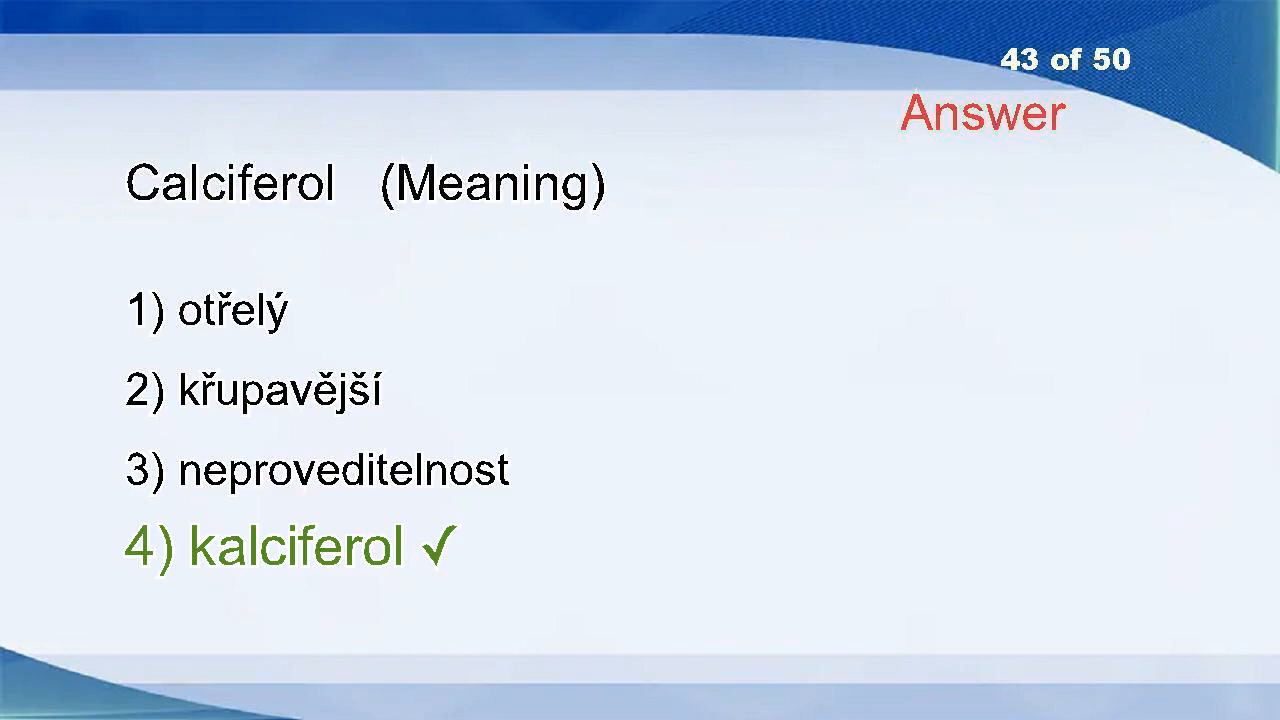 43 of 50
Answer
Calciferol (Meaning)
1) otřelý
2) křupavější
3) neproveditelnost
4) kalciferol ✓